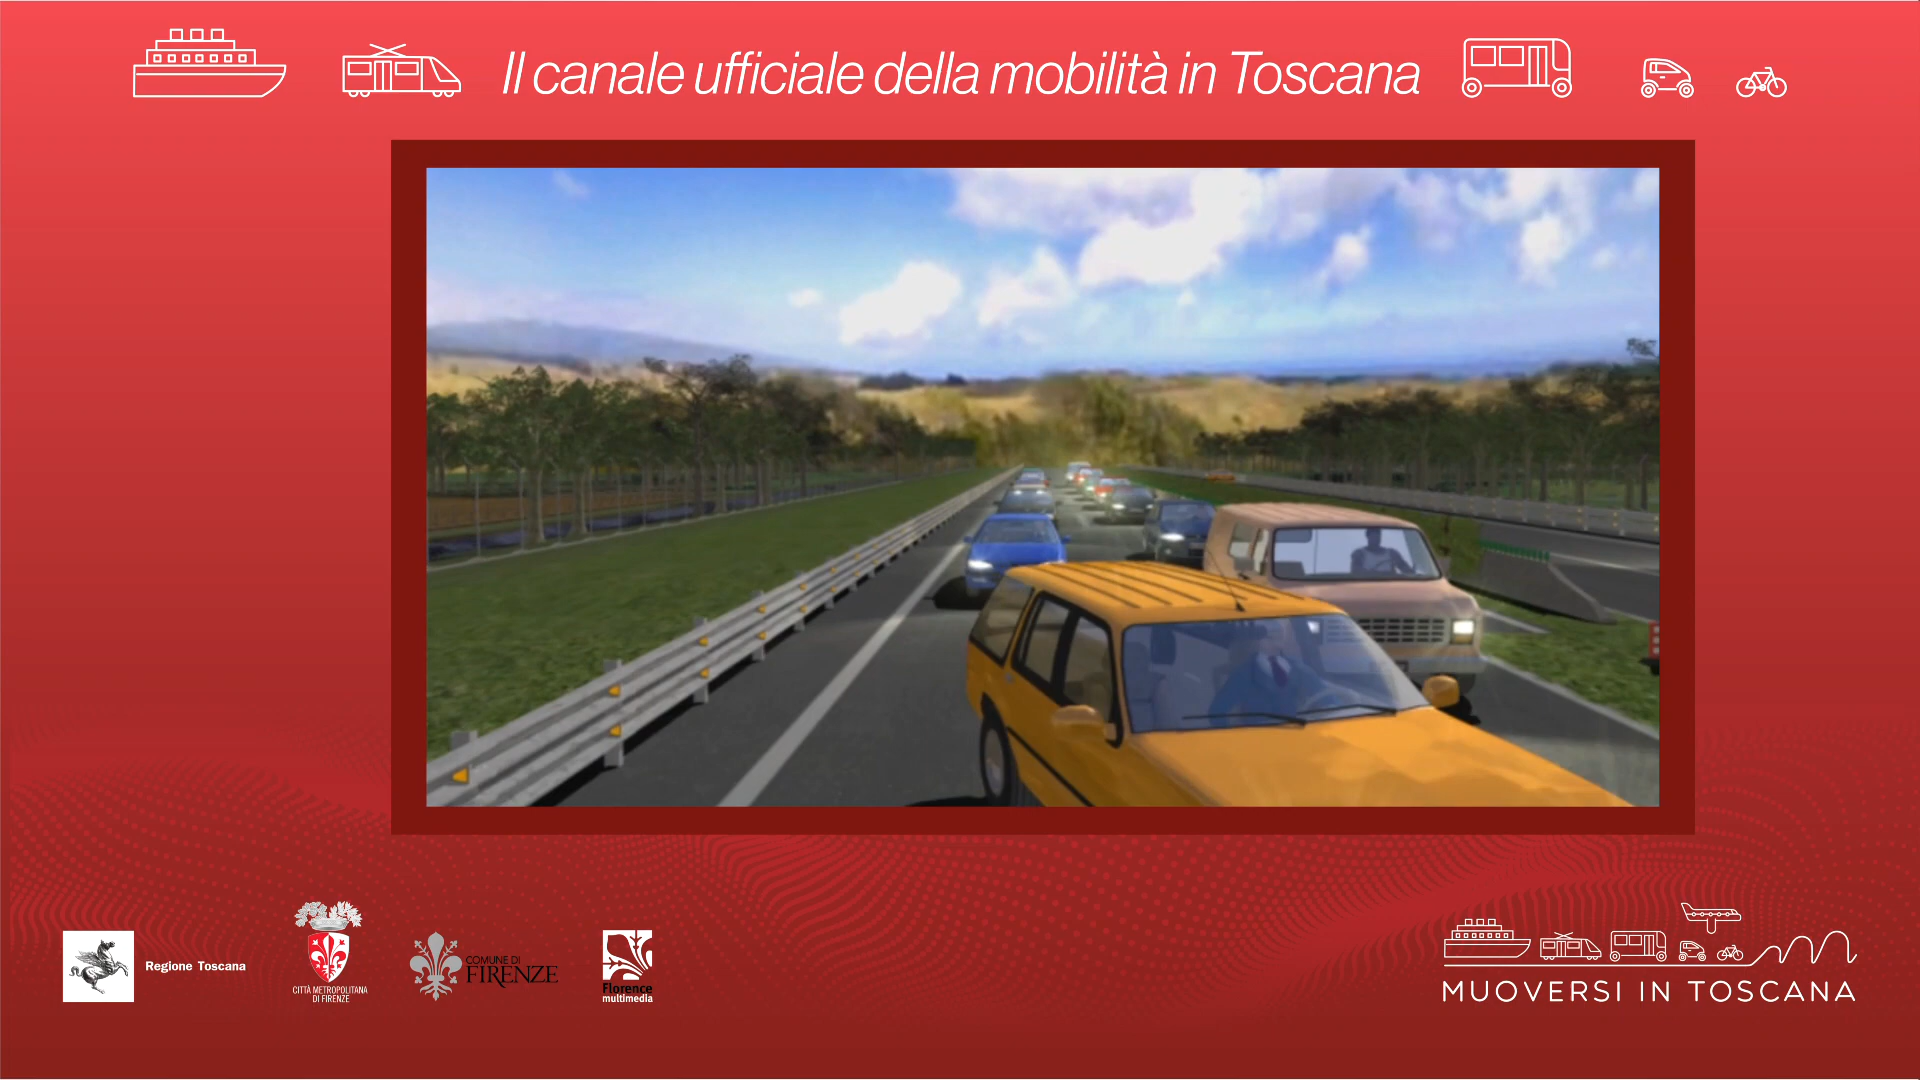 Il canale ufficiale della mobilità in Toscana
Regione Toscana
CITTÀ METROPOLITANA
DI FIRENZE
COMUNE DI
FIRENZE
Florence
multimedia
MUOVERSI IN TOSCANA